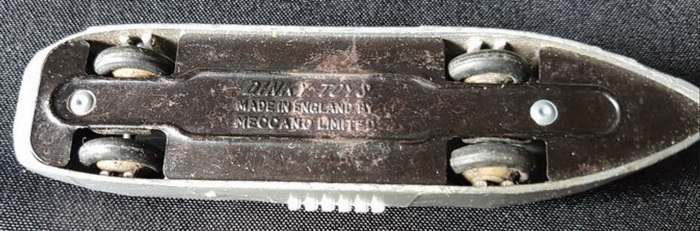 DINKY TOYS
MADE IN ENGLAND BY
MECCANO LIMITED